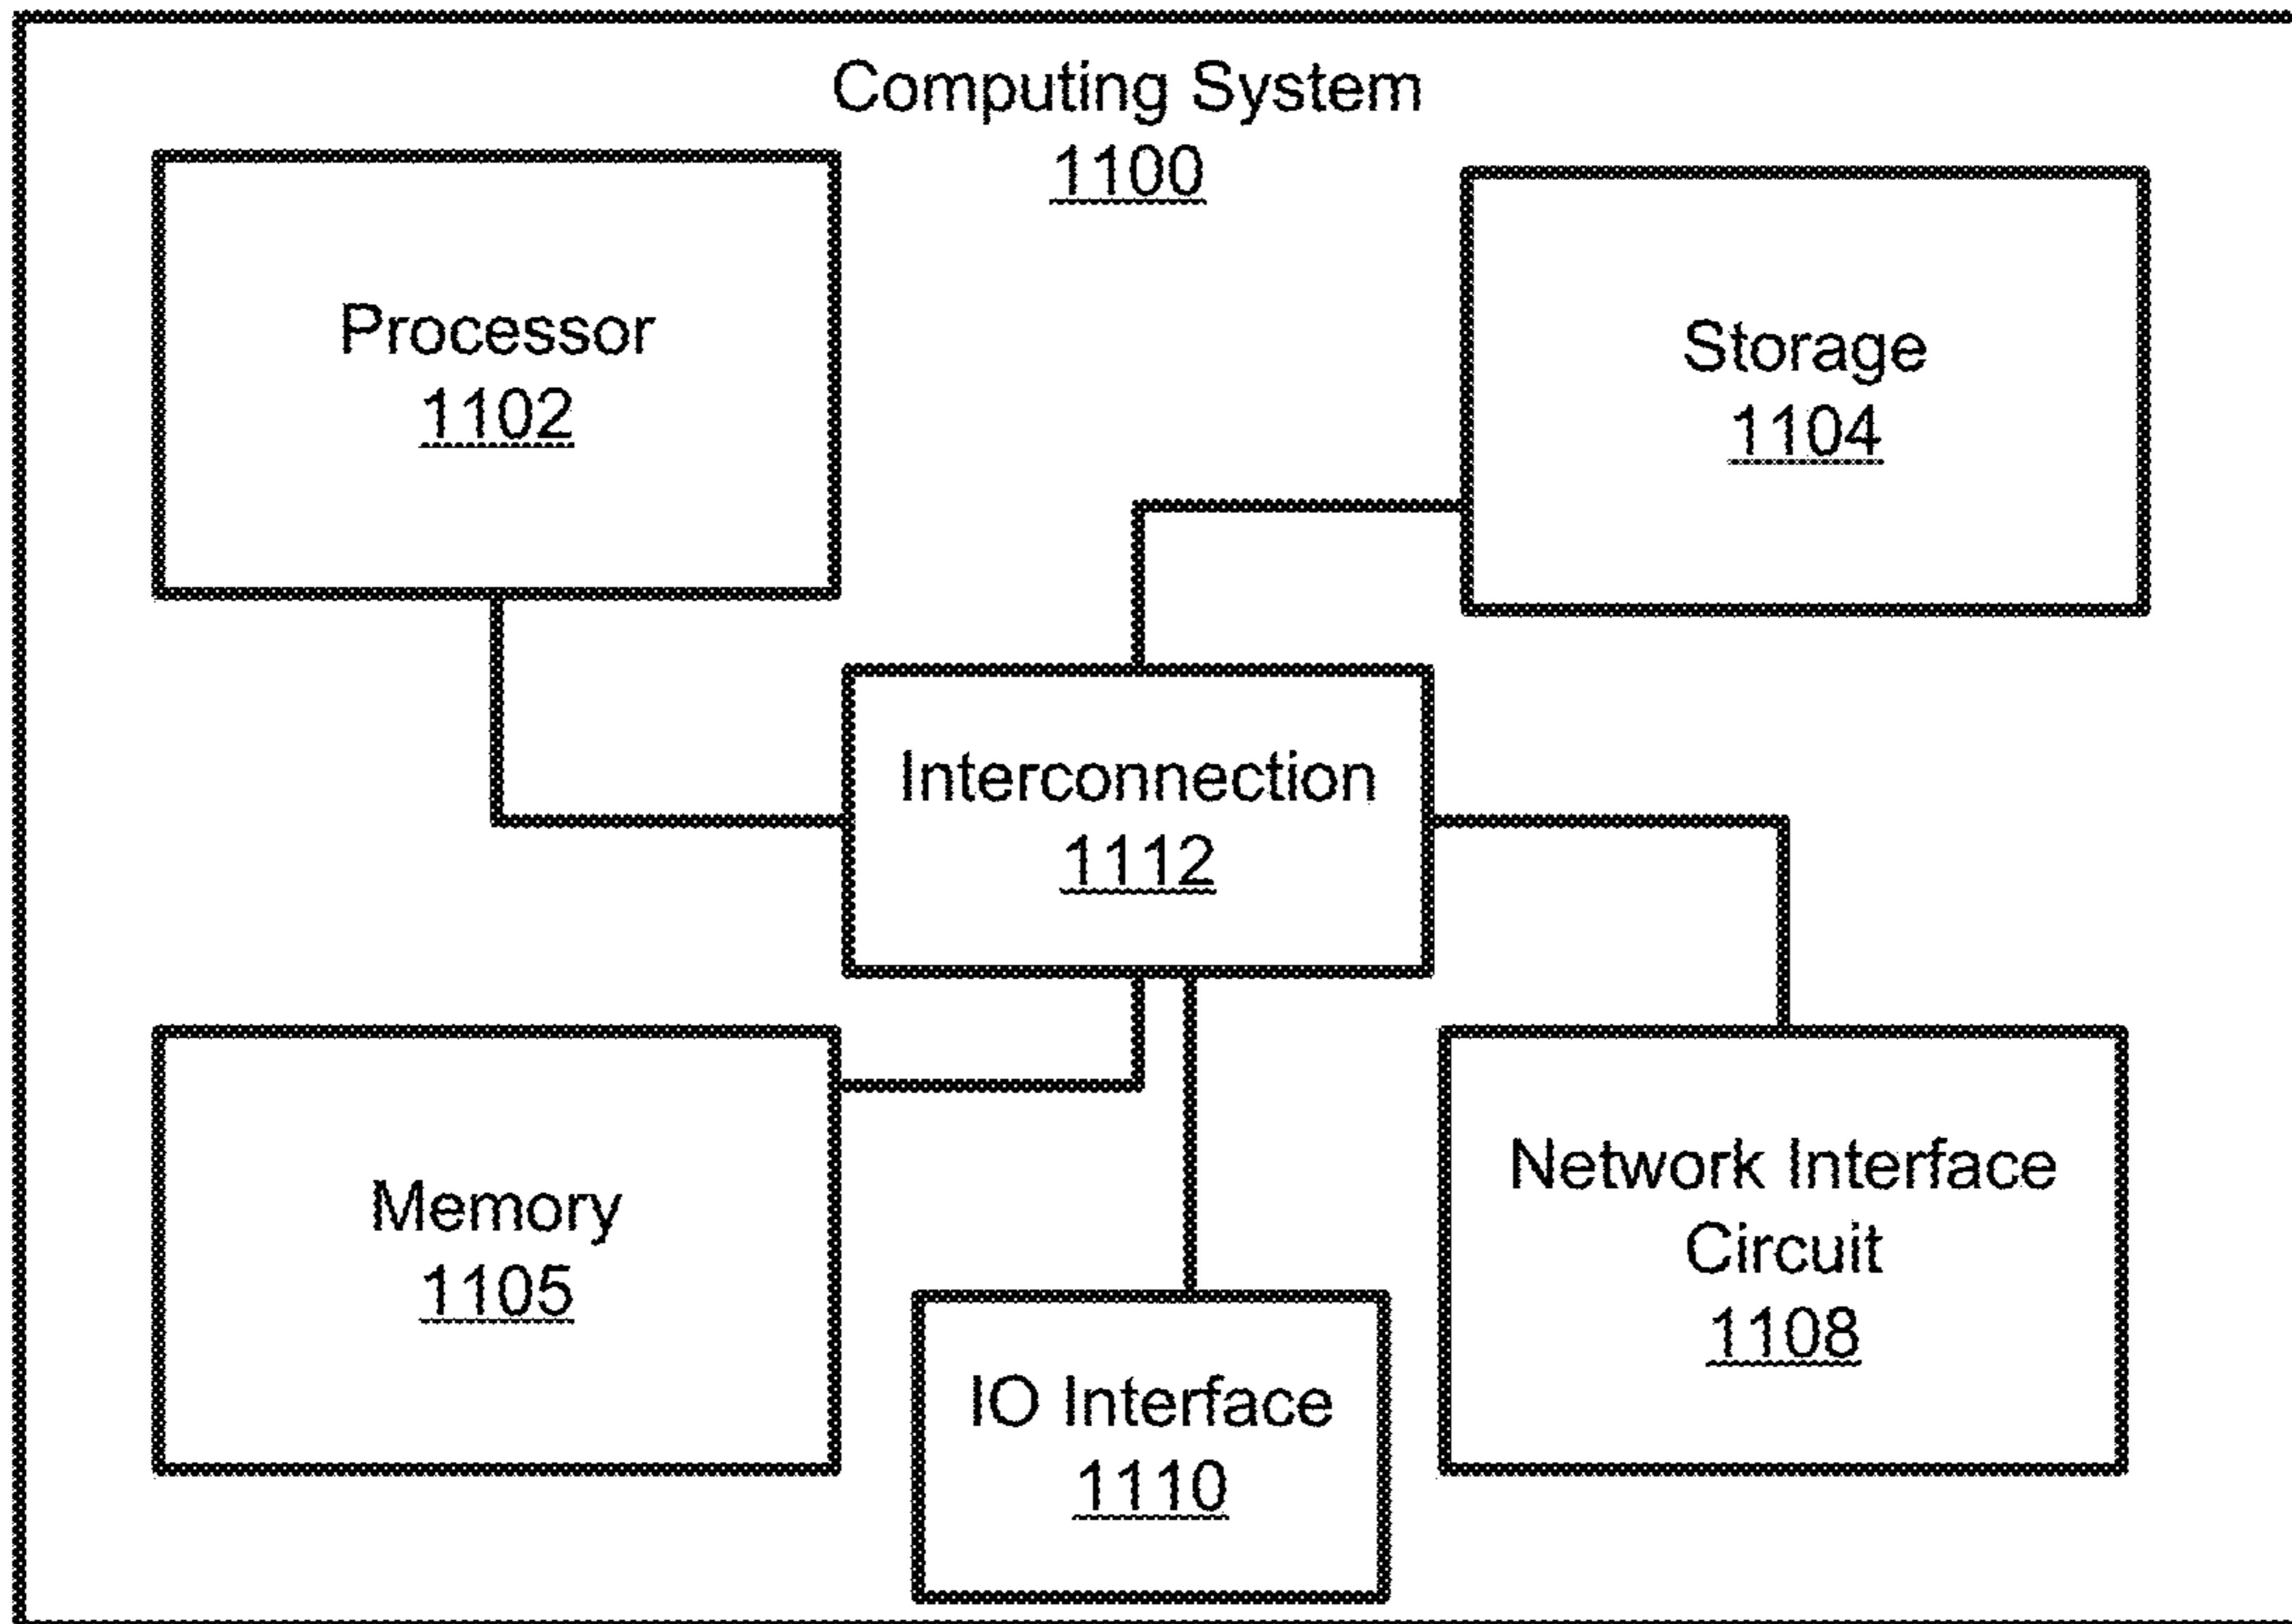 Computing System
1100
Processor
1102
Storage
1104
Interconnection
1112
Memory
1105
Network Interface
Circuit
1108
IO Interface
1110